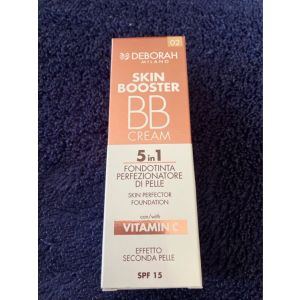 02
DEBORAH
MILANO
SKIN
BOOSTER
BB
CREAM
5 in 1
FONDOTINTA
PERFEZIONATORE
DI PELLE
SKIN PERFECTOR
FOUNDATION
con/with
VITAMIN C
EFFETTO
SECONDA PELLE
SPF 15